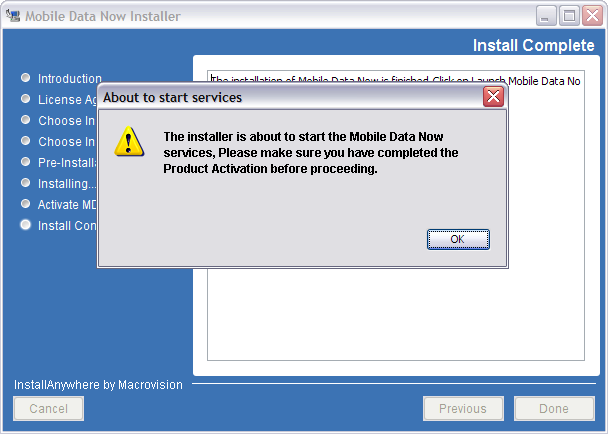 Mobile Data Now Installer
Install Complete
Introduction
License Ag
Choose In
Choose In
Pre-Install
Installing...
Activate MD
Install Con
The installation of Mobile Data Now is finished. Click on Launch Mobile Data No
About to start services
The installer is about to start the Mobile Data Now
services, Please make sure you have completed the
Product Activation before proceeding.
OK
InstallAnywhere by Macrovision
Cancel
Previous
Done